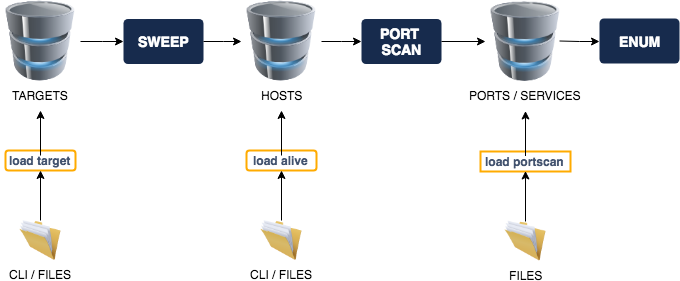 SWEEP
PORT
SCAN
ENUM
TARGETS
HOSTS
PORTS / SERVICES
load target
load alive
load portscan
CLI / FILES
CLI / FILES
FILES